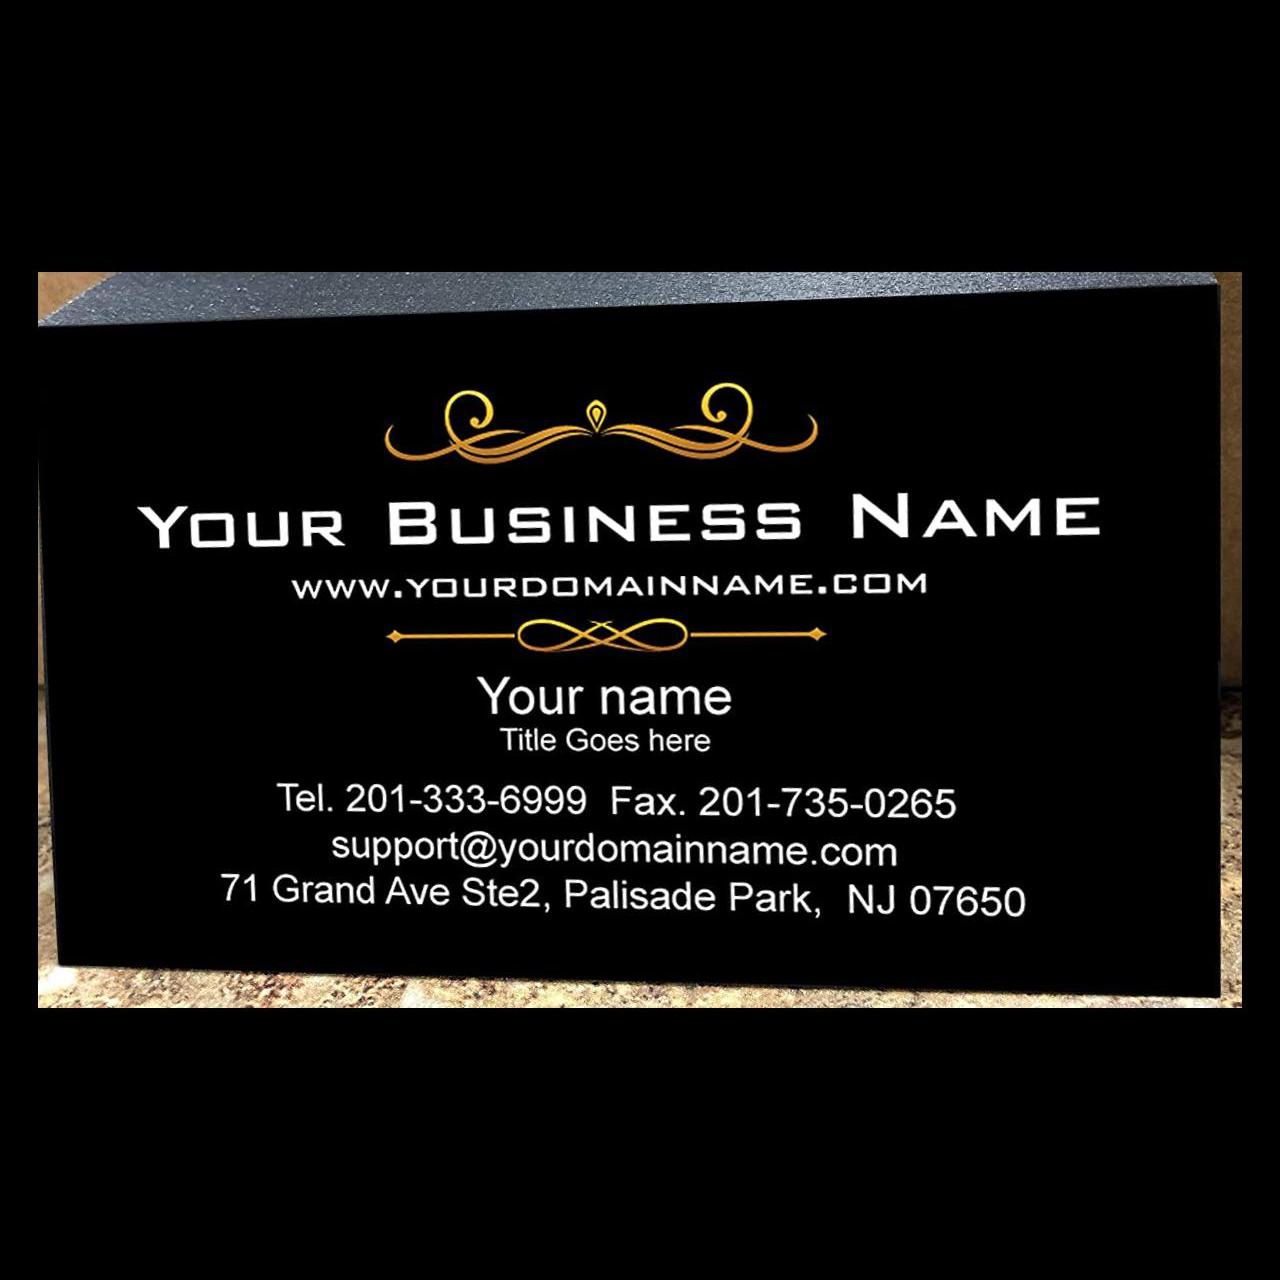 Your Business Name
www.yourdomainname.com
Your name
Title Goes here
Tel. 201-333-6999 Fax. 201-735-0265
support@yourdomainname.com
71 Grand Ave Ste2, Palisade Park, NJ 07650